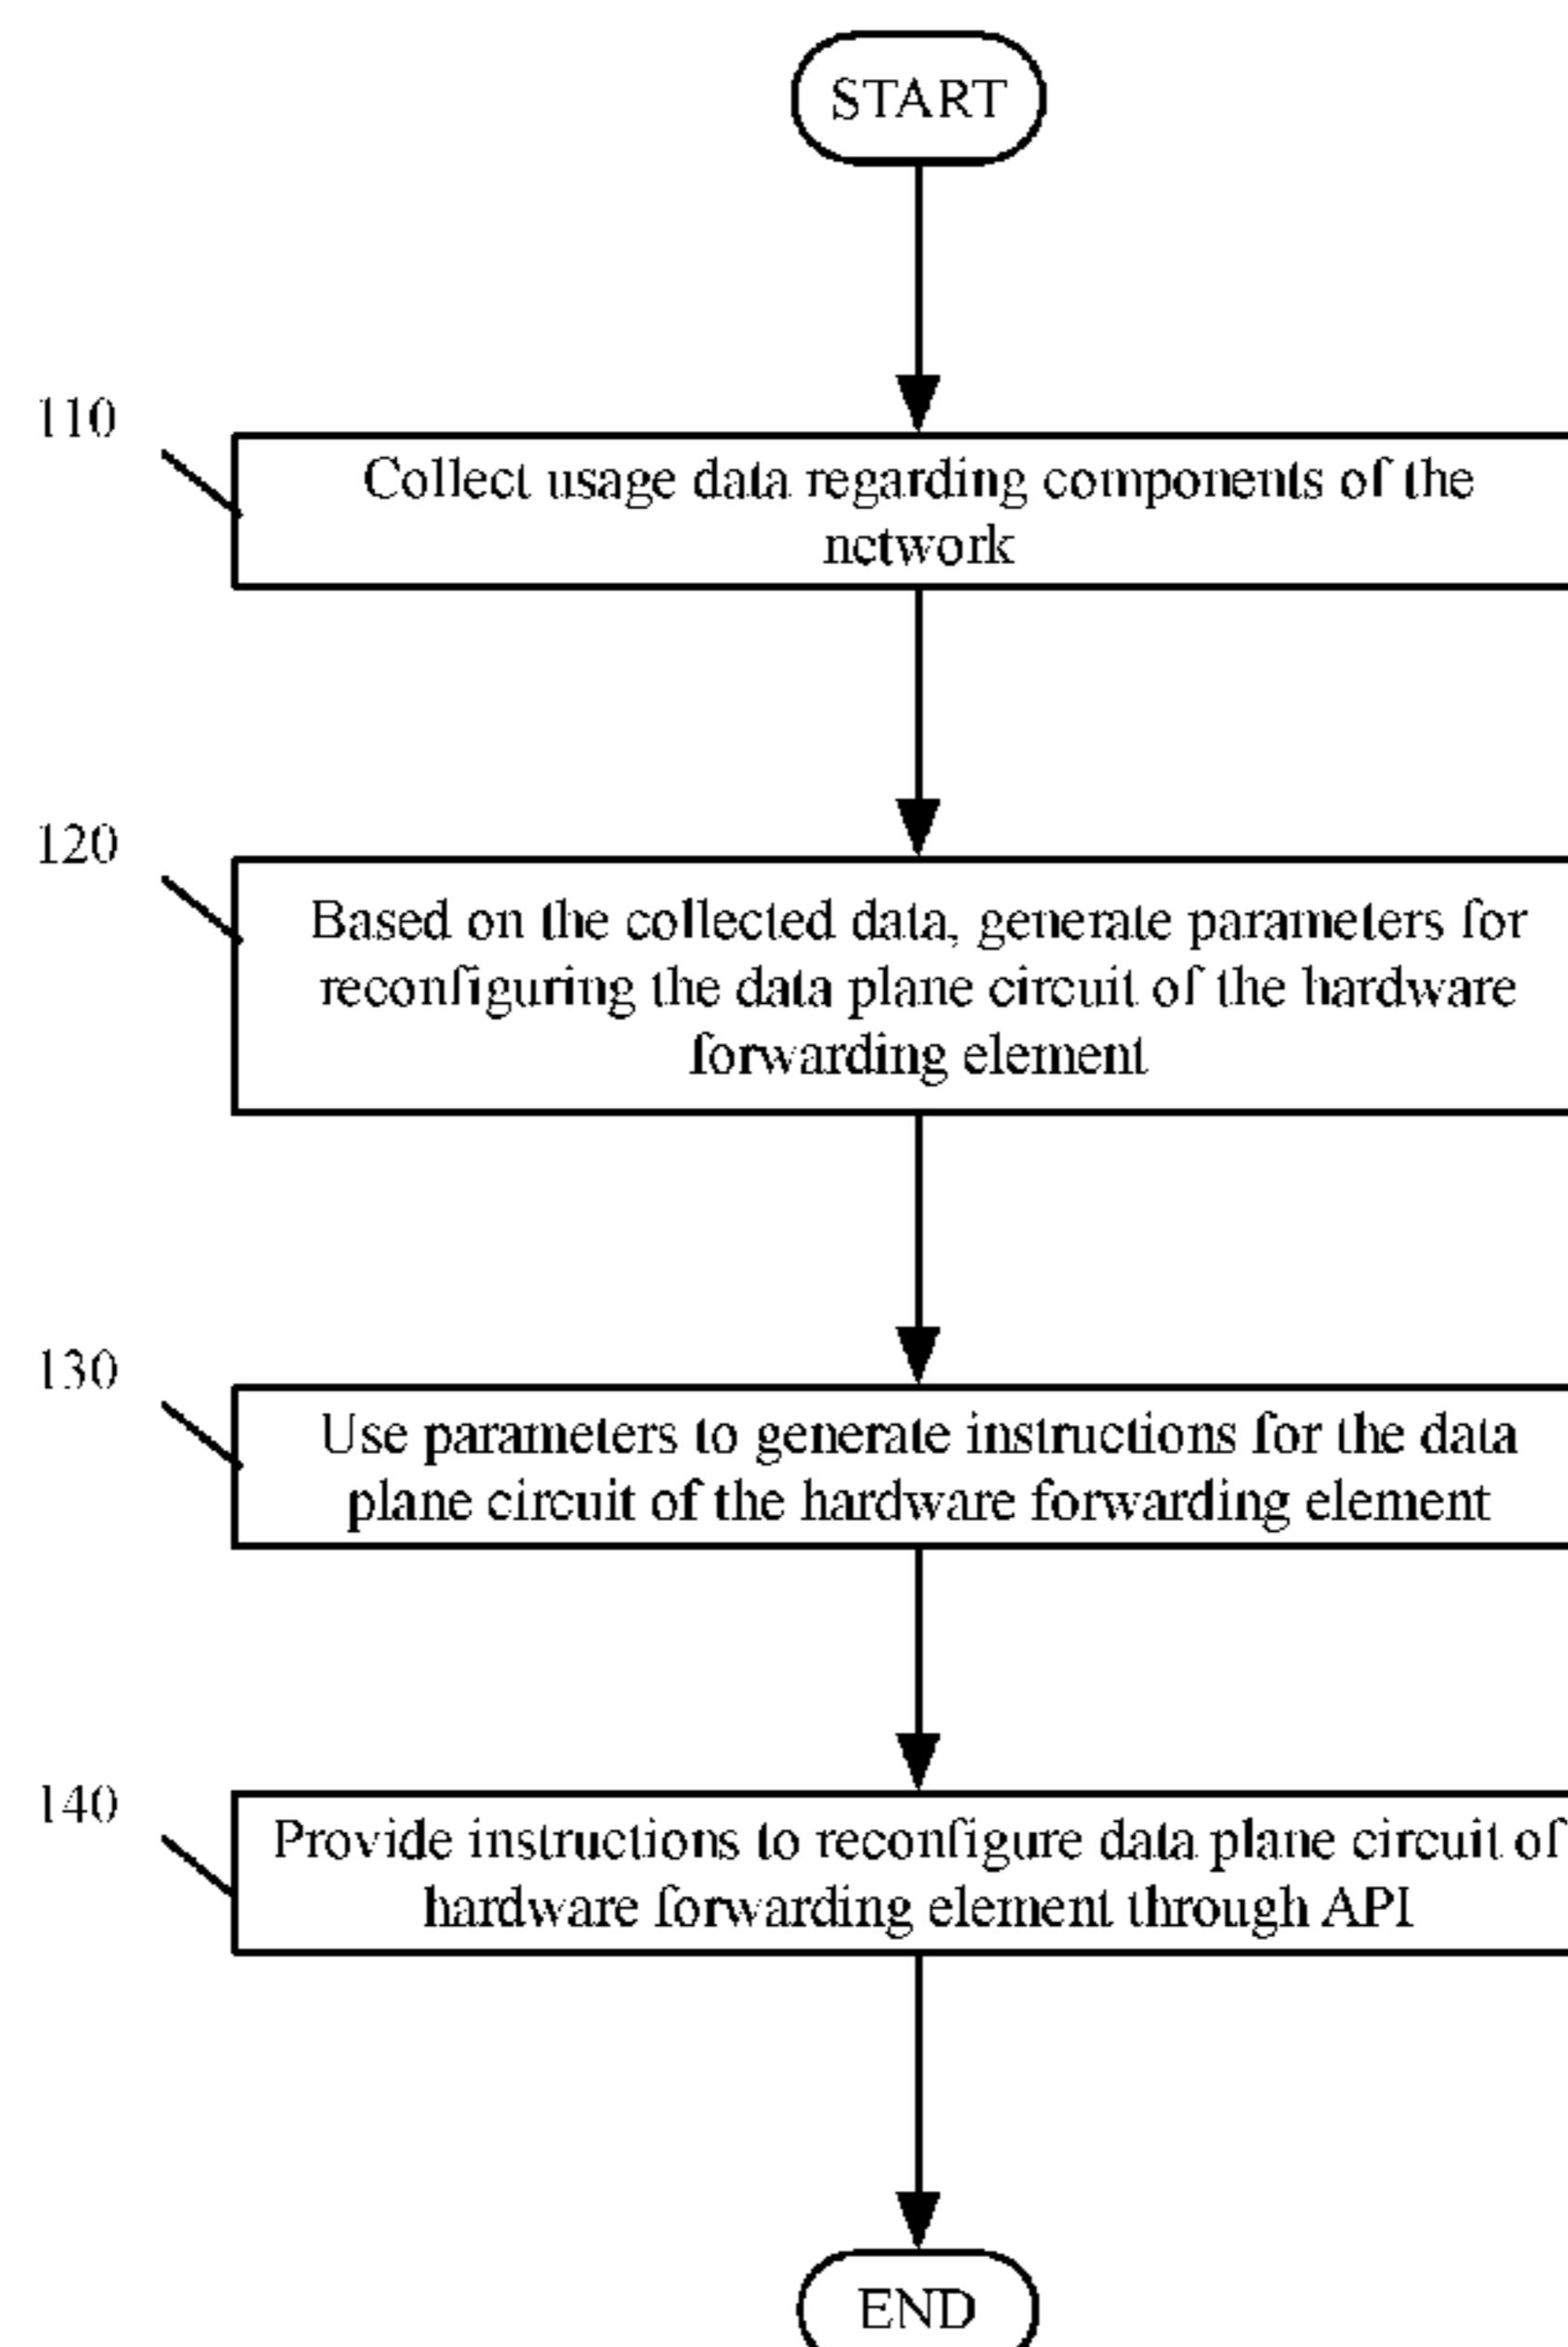 START
110
Collect usage data regarding components of the
network
120
Based on the collected data, generate parameters for
reconfiguring the data plane circuit of the hardware
forwarding element
130
Use parameters to generate instructions for the data
plane circuit of the hardware forwarding element
140
Provide instructions to reconfigure data plane circuit of
hardware forwarding element through API
END